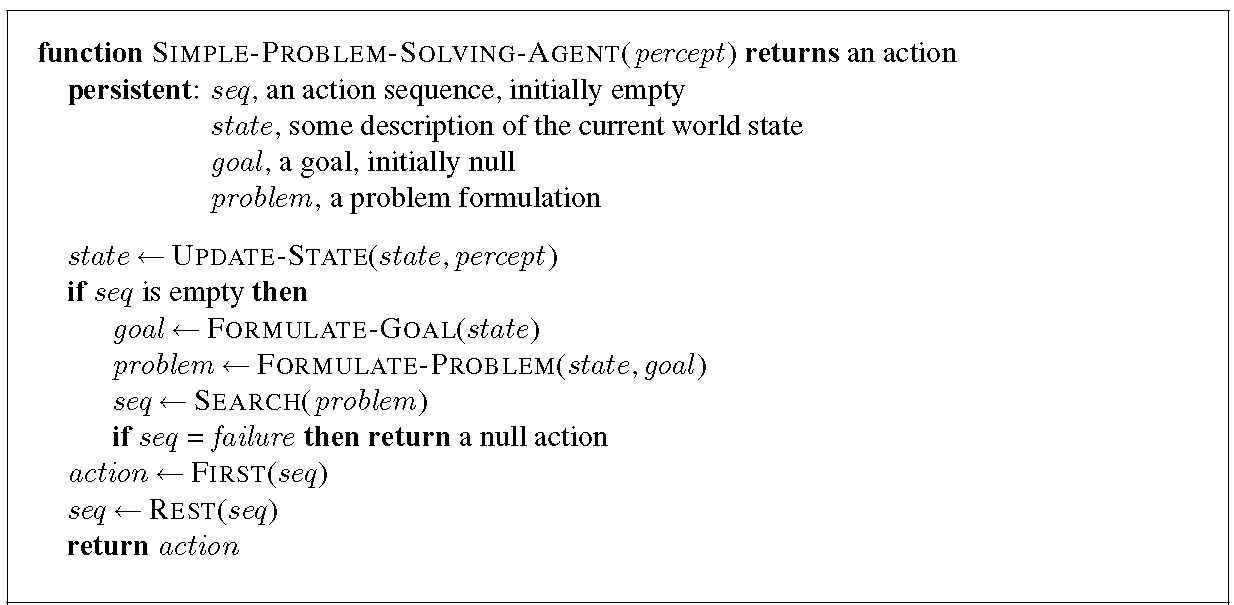 function SIMPLE-PROBLEM-SOLVING-AGENT(percept) returns an action
persistent: seq, an action sequence, initially empty
state, some description of the current world state
goal, a goal, initially null
problem, a problem formulation
state ← UPDATE-STATE(state, percept)
if seq is empty then
goal ← FORMULATE-GOAL(state)
problem ← FORMULATE-PROBLEM(state, goal)
seq ← SEARCH(problem)
if seq = failure then return a null action
action ← FIRST(seq)
seq ← REST(seq)
return action